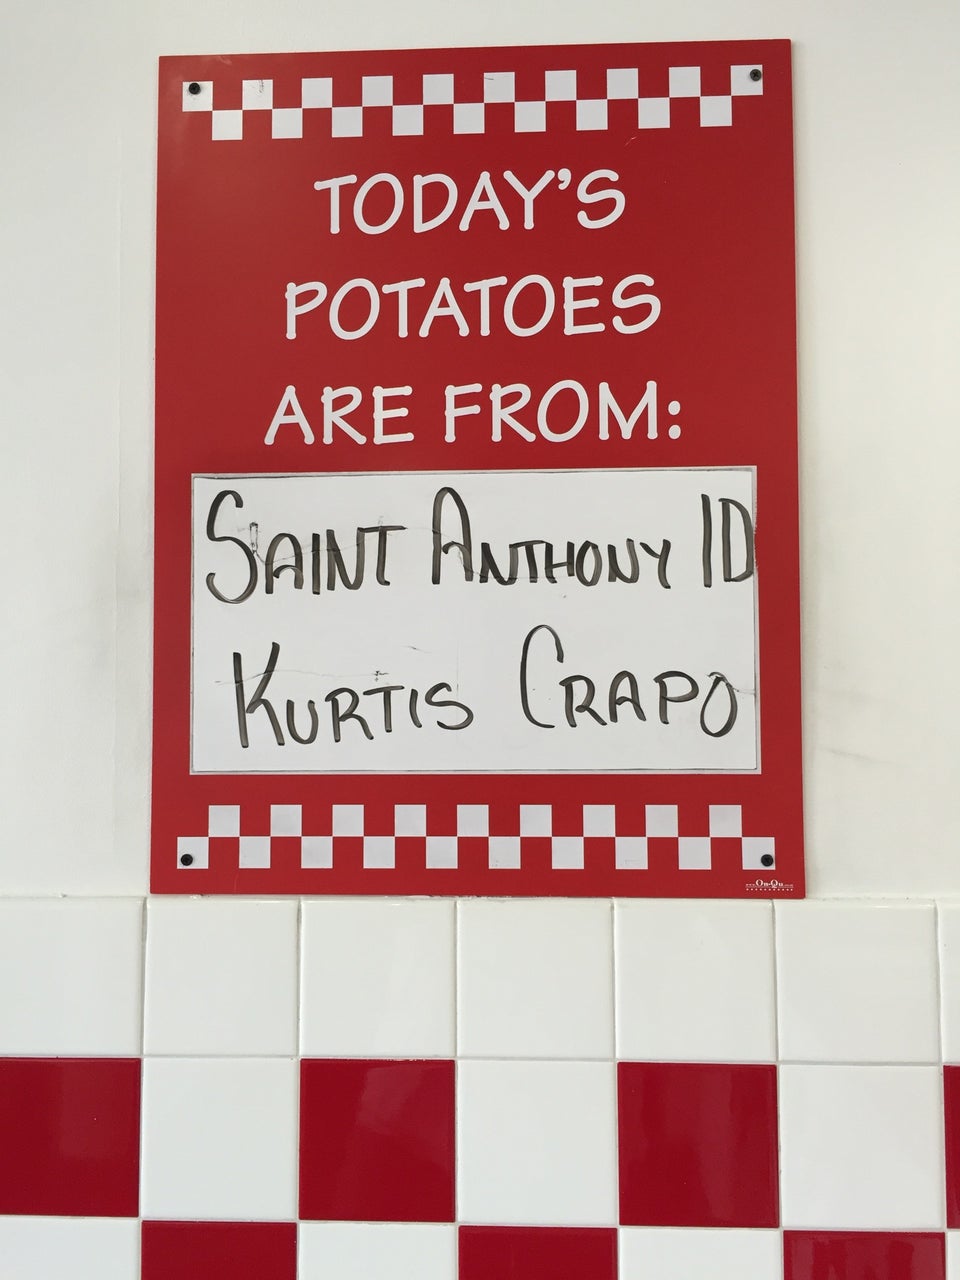 TODAY'S
POTATOES
ARE FROM:
SAINT ANTHONY ID
KURTIS CRAPO